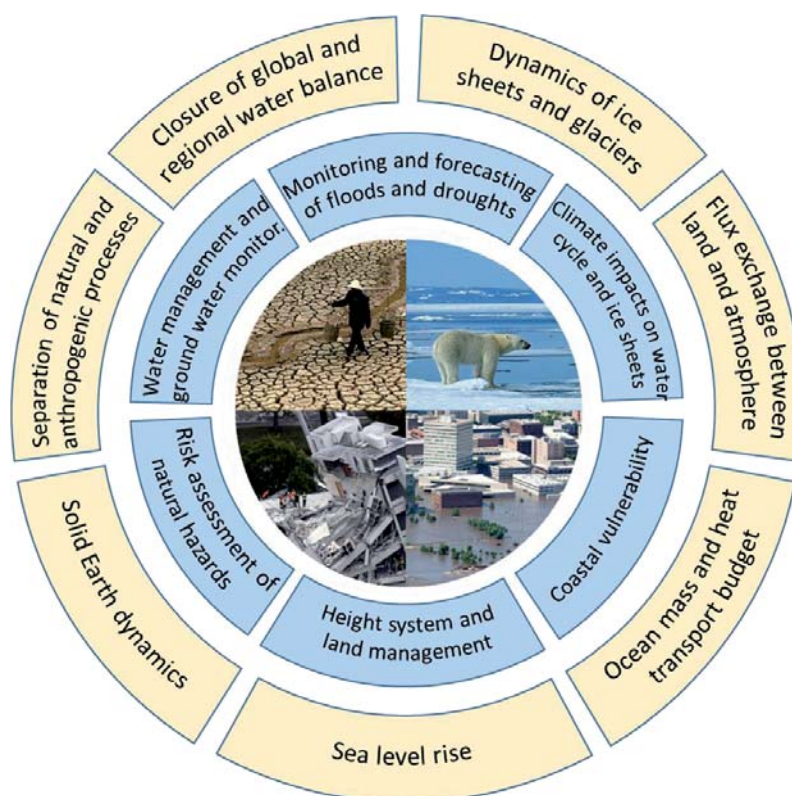 Closure of global and
regional water balance
Dynamics of ice
sheets and glaciers
Flux exchange between
land and atmosphere
Ocean mass and heat
transport budget
Sea level rise
Solid Earth dynamics
Separation of natural and
anthropogenic processes
Monitoring and forecasting
of floods and droughts
Climate impacts on water
cycle and ice sheets
Coastal vulnerability
Height system and
land management
Risk assessment of
natural hazards
Water management and
ground water monitor.